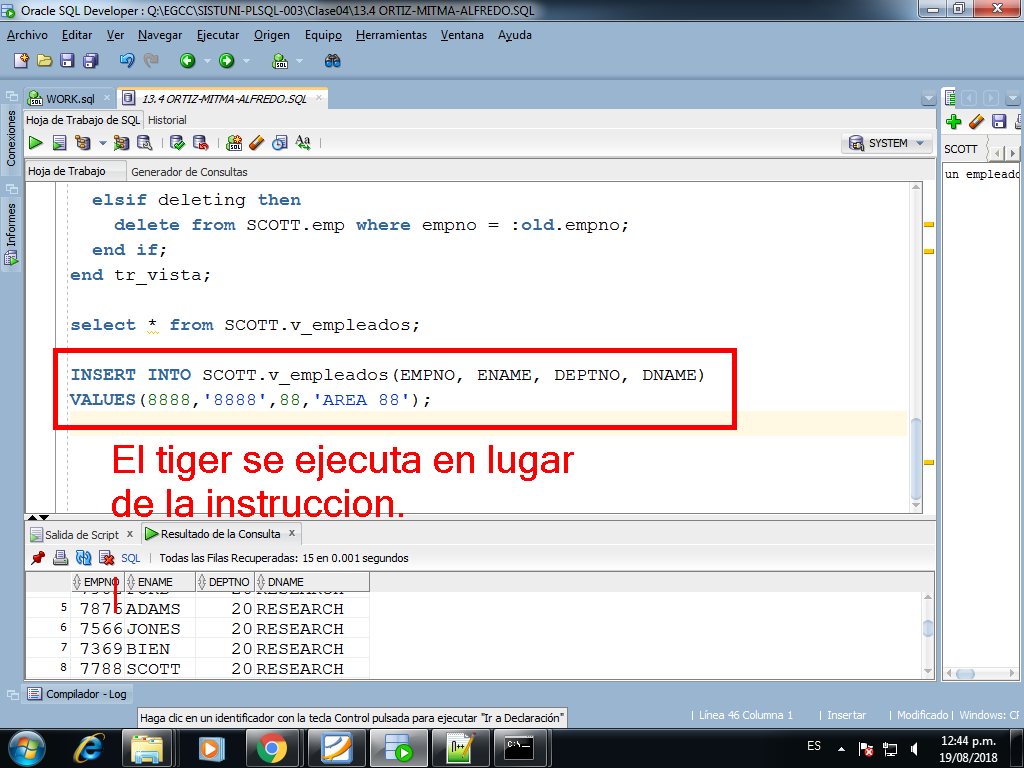 Oracle SQL Developer : Q:\EGCC\SISTUNI-PLSQL-003\Clase04\13.4 ORTIZ-MITMA-ALFREDO.SQL
Archivo Editar Ver Navegar Ejecutar Origen Equipo Herramientas Ventana Ayuda
WORK.sql 13.4 ORTIZ-MITMA-ALFREDO.SQL
Hoja de Trabajo de SQL Historial
Conexiones
Informes
SYSTEM
SCOTT
Hoja de Trabajo Generador de Consultas
un empleado
elsif deleting then
delete from SCOTT.emp where empno = :old.empno;
end if;
end tr_vista;
select * from SCOTT.v_empleados;
INSERT INTO SCOTT.v_empleados(EMPNO, ENAME, DEPTNO, DNAME)
VALUES(8888,'8888',88,'AREA 88');
El tiger se ejecuta en lugar
de la instruccion.
Salida de Script x Resultado de la Consulta x
SQL | Todas las Filas Recuperadas: 15 en 0.001 segundos
EMPNO ENAME DEPTNO DNAME
5 7876 ADAMS 20 RESEARCH
6 7566 JONES 20 RESEARCH
7 7369 BIEN 20 RESEARCH
8 7788 SCOTT 20 RESEARCH
Compilador - Log
Haga clic en un identificador con la tecla Control pulsada para ejecutar "Ir a Declaración"
| Línea 46 Columna 1 | Insertar | Modificado | Windows: CF
ES 12:44 p.m.
19/08/2018